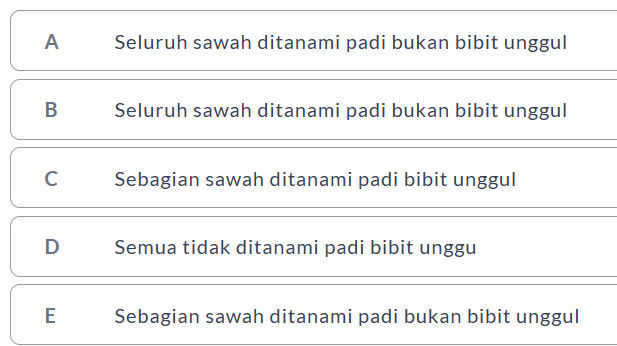 A Seluruh sawah ditanami padi bukan bibit unggul
B Seluruh sawah ditanami padi bukan bibit unggul
C Sebagian sawah ditanami padi bibit unggul
D Semua tidak ditanami padi bibit unggu
E Sebagian sawah ditanami padi bukan bibit unggul